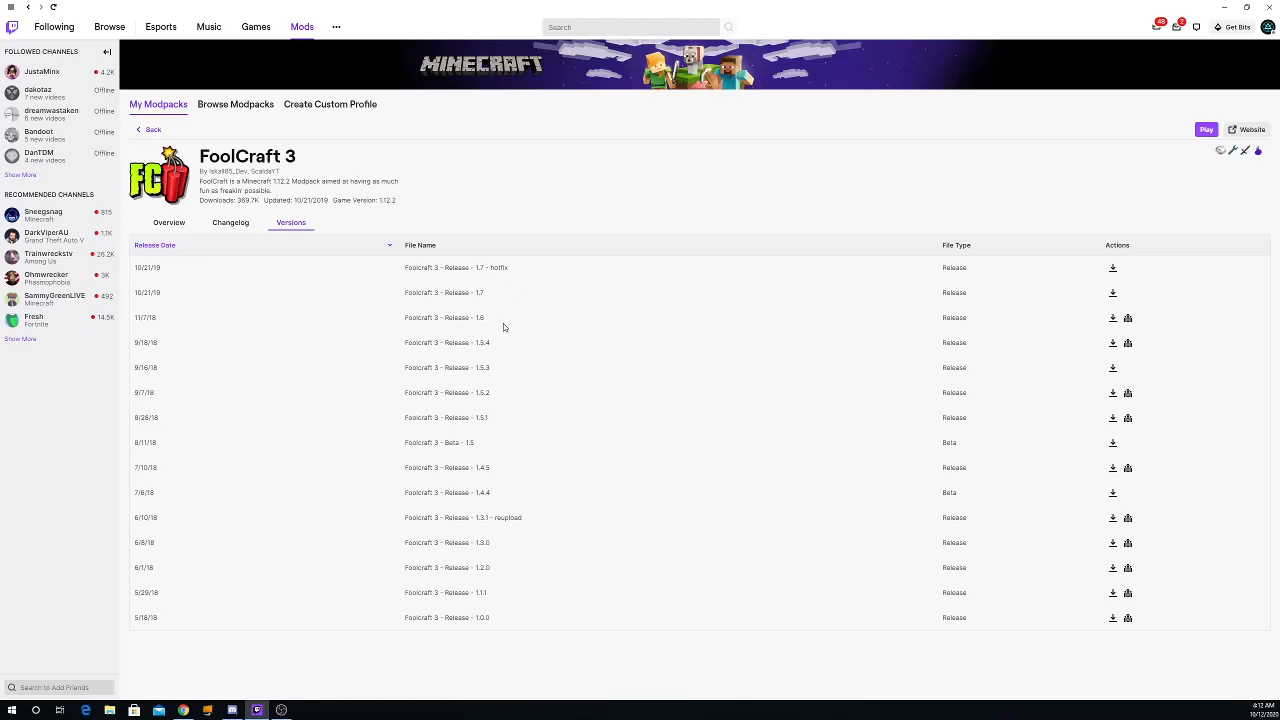 Following Browse Esports Music Games Mods ••• Search 48 2 Get Bits
FOLLOWED CHANNELS
JustaMinx 4.2K
dakotaz Offline
7 new videos
dreamwastaken Offline
6 new videos
Bandoot Offline
5 new videos
DanTDM Offline
4 new videos
Show More
RECOMMENDED CHANNELS
Sneegsnag 815
Minecraft
DarkViperAU 1.1K
Grand Theft Auto V
Trainwreckstv 26.2K
Among Us
Ohmwrecker 3K
Phasmophobia
SammyGreenLIVE 492
Minecraft
Fresh 14.5K
Fortnite
Show More
Search to Add Friends
MINECRAFT
My Modpacks Browse Modpacks Create Custom Profile
Back Play Website
FC
FoolCraft 3
By Iskall85_Dev, ScaldaYT
FoolCraft is a Minecraft 1.12.2 Modpack aimed at having as much
fun as freakin' possible.
Downloads: 369.7K Updated: 10/21/2019 Game Version: 1.12.2
Overview Changelog Versions
Release Date File Name File Type Actions
10/21/19 Foolcraft 3 - Release - 1.7 - hotfix Release
10/21/19 Foolcraft 3 - Release - 1.7 Release
11/7/18 Foolcraft 3 - Release - 1.6 Release
9/18/18 Foolcraft 3 - Release - 1.5.4 Release
9/16/18 Foolcraft 3 - Release - 1.5.3 Release
9/7/18 Foolcraft 3 - Release - 1.5.2 Release
8/28/18 Foolcraft 3 - Release - 1.5.1 Release
8/11/18 Foolcraft 3 - Beta - 1.5 Beta
7/10/18 Foolcraft 3 - Release - 1.4.5 Release
7/6/18 Foolcraft 3 - Release - 1.4.4 Beta
6/10/18 Foolcraft 3 - Release - 1.3.1 - reupload Release
6/8/18 Foolcraft 3 - Release - 1.3.0 Release
6/1/18 Foolcraft 3 - Release - 1.2.0 Release
5/29/18 Foolcraft 3 - Release - 1.1.1 Release
5/18/18 Foolcraft 3 - Release - 1.0.0 Release
4:12 AM
10/12/2020